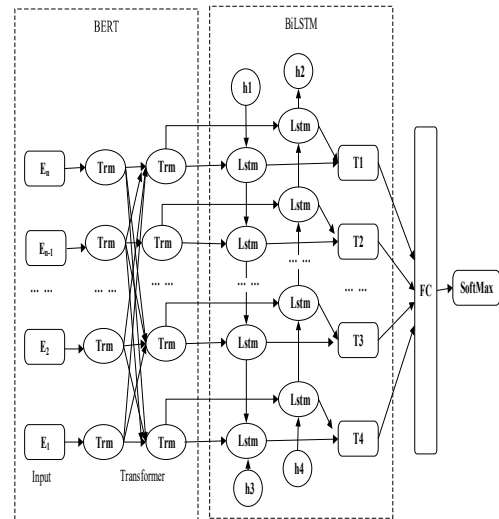 BERT
BiLSTM
h1
h2
Lstm
En
Trm
Trm
Lstm
T1
Lstm
En-1
Trm
Trm
Lstm
T2
... ...
... ...
... ...
... ...
... ...
... ...
FC
SoftMax
Lstm
E2
Trm
Trm
Lstm
T3
Lstm
E1
Trm
Trm
Lstm
T4
Input
Transformer
h3
h4